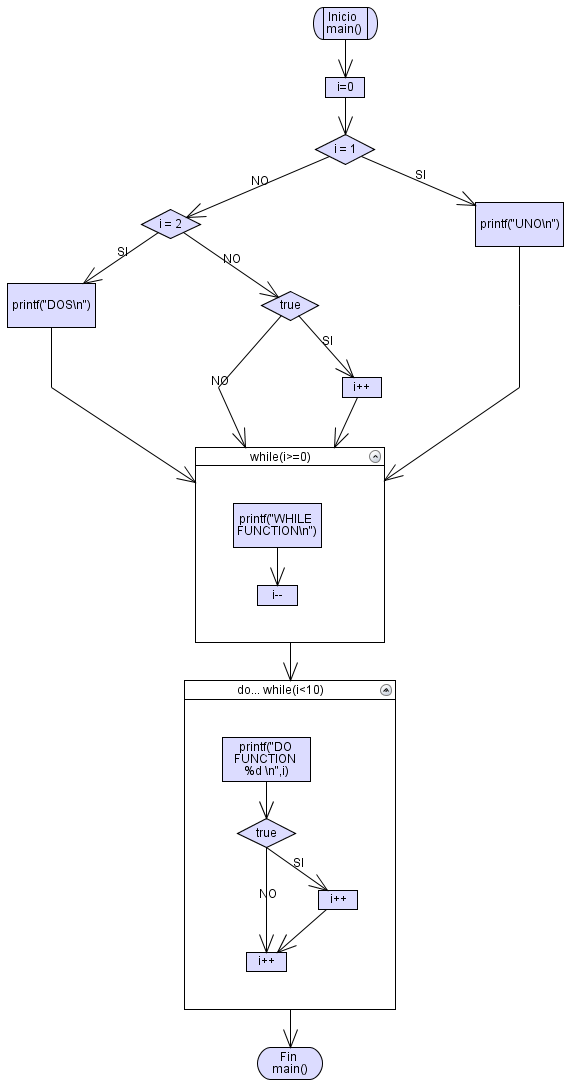 Inicio
main()
i=0
i = 1
NO
SI
i = 2
printf("UNO\n")
SI
NO
printf("DOS\n")
true
NO
SI
i++
while(i>=0)
printf("WHILE
FUNCTION\n")
i--
do... while(i<10)
printf("DO
FUNCTION
%d \n",i)
true
SI
NO
i++
i++
Fin
main()